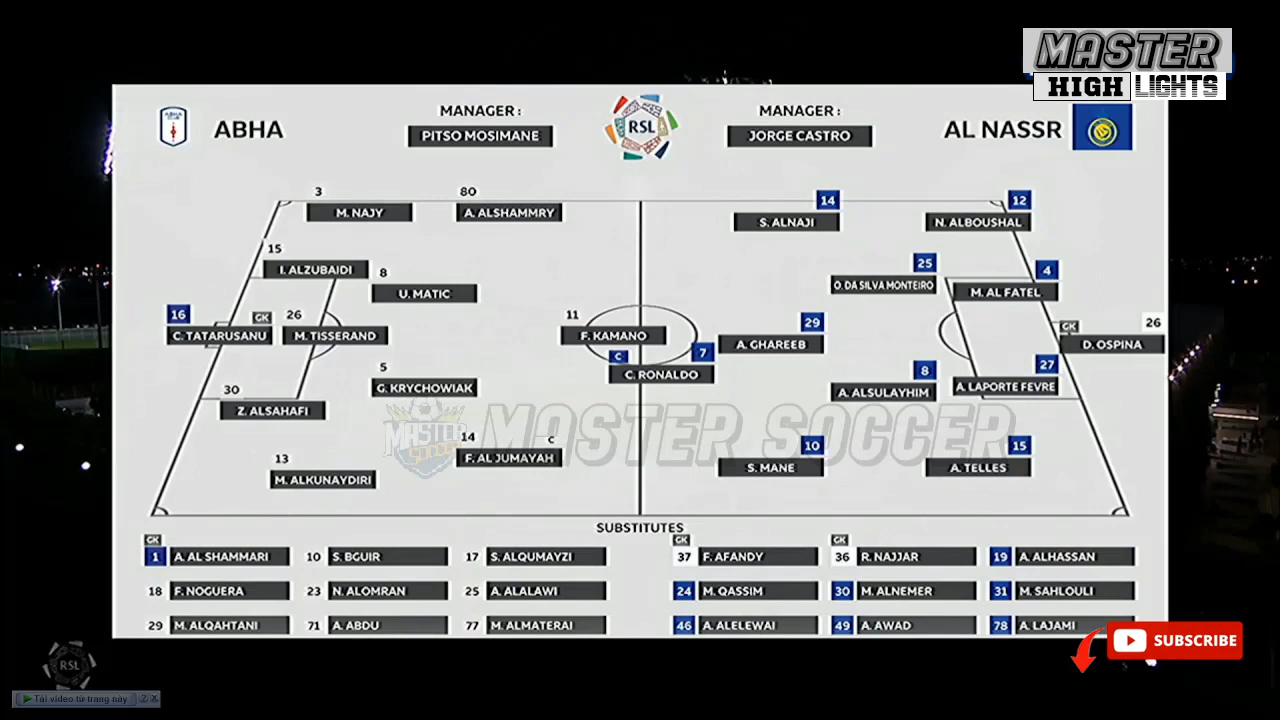 MASTER
HIGH LIGHTS
MANAGER :
MANAGER :
ABHA
PITSO MOSIMANE
RSL
JORGE CASTRO
AL NASSR
3
M. NAJY
80
A. ALSHAMMRY
14
S. ALNAJI
12
N. ALBOUSHAL
15
I. ALZUBAIDI
8
U. MATIC
25
O. DA SILVA MONTEIRO
4
M. AL FATEL
16
GK
C. TATARUSANU
26
M. TISSERAND
11
F. KAMANO
29
A. GHAREEB
GK
26
D. OSPINA
C
7
C. RONALDO
5
G. KRYCHOWIAK
8
A. ALSULAYHIM
27
A. LAPORTE FEVRE
30
Z. ALSAHAFI
MASTER SOCCER
14
C
F. AL JUMAYAH
10
S. MANE
15
A. TELLES
13
M. ALKUNAYDIRI
SUBSTITUTES
GK
GK
GK
1 A. AL SHAMMARI 10 S. BGUIR 17 S. ALQUMAYZI 37 F. AFANDY 36 R. NAJJAR 19 A. ALHASSAN
18 F. NOGUERA 23 N. ALOMRAN 25 A. ALALAWI 24 M. QASSIM 30 M. ALNEMER 31 M. SAHLOULI
29 M. ALQAHTANI 71 A. ABDU 77 M. ALMATERAI 46 A. ALELEWAI 49 A. AWAD 78 A. LAJAMI
SUBSCRIBE
RSL
Tải video từ trang này ? X